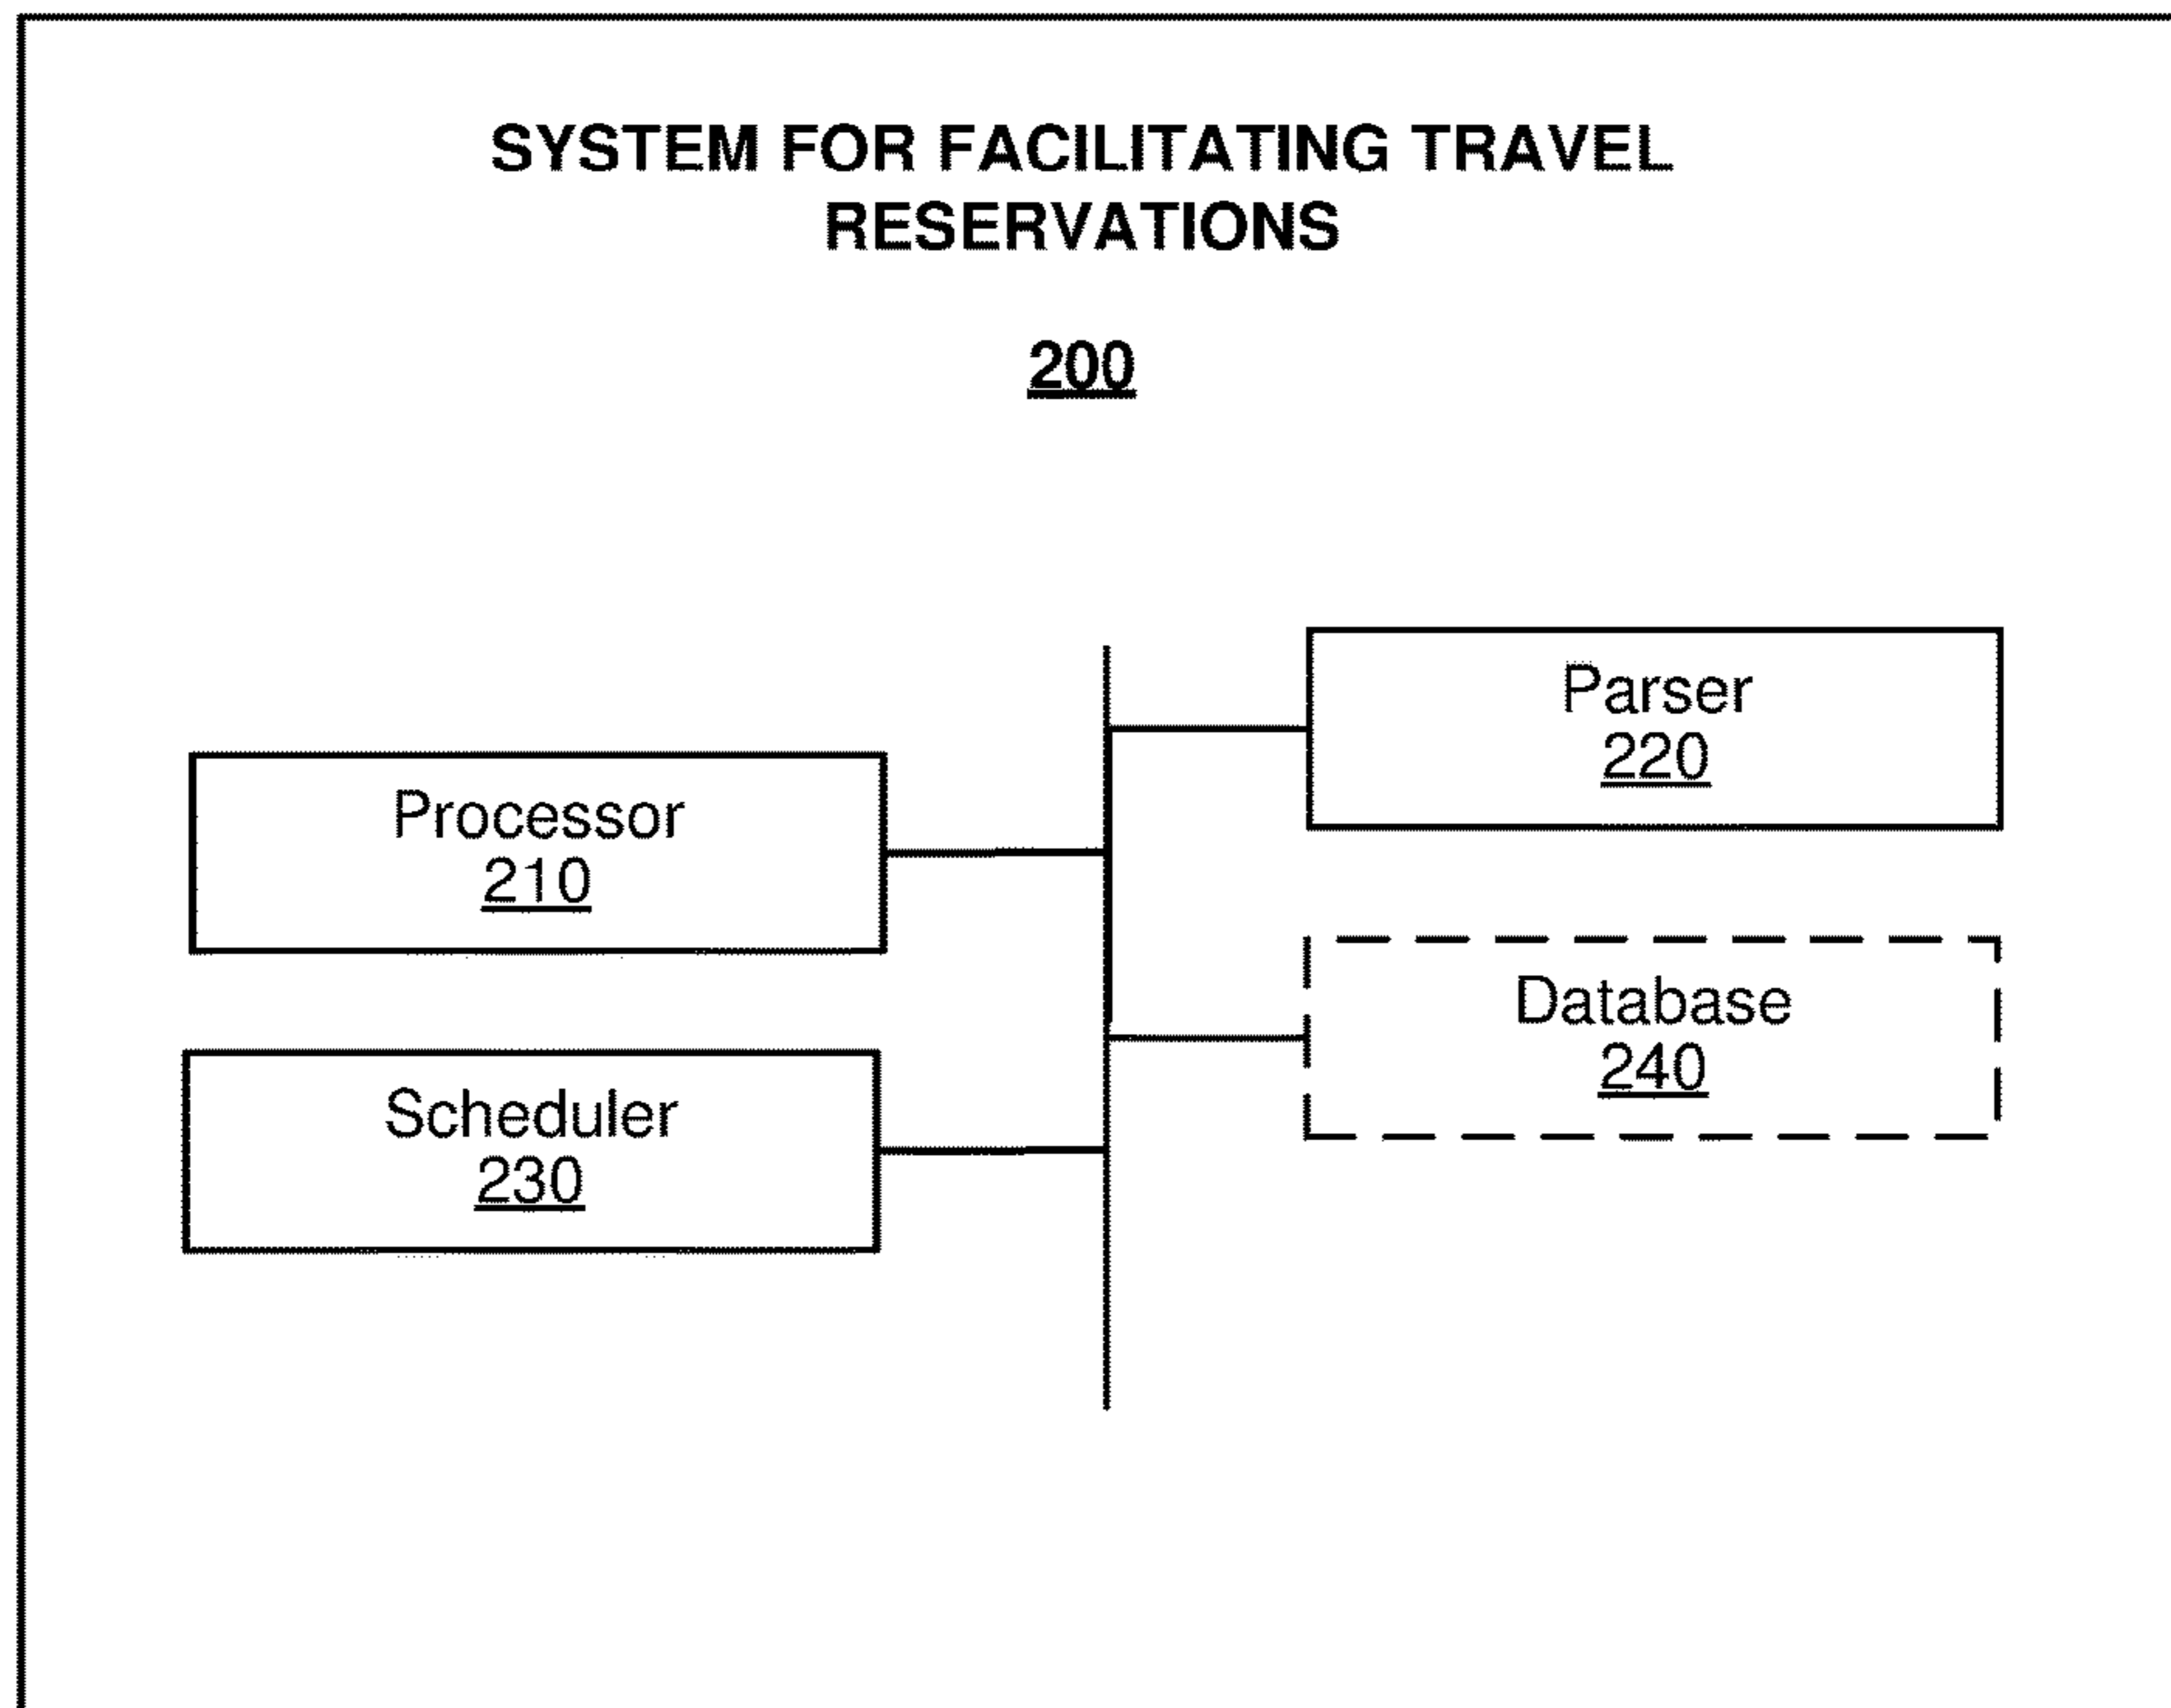 SYSTEM FOR FACILITATING TRAVEL
RESERVATIONS
200
Parser
220
Processor
210
Database
240
Scheduler
230